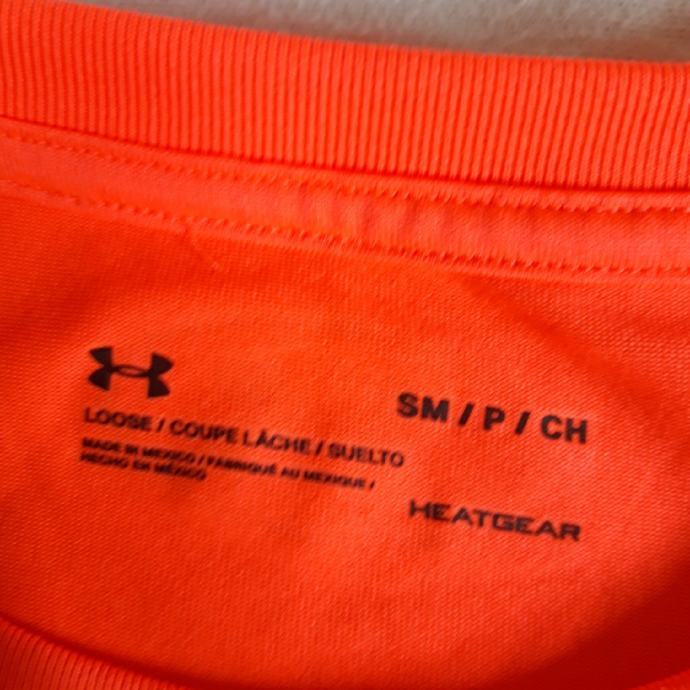 SM / P / CH
LOOSE / COUPE LÂCHE / SUELTO
MADE IN MEXICO / FABRIQUÉ AU MEXIQUE /
HECHO EN MÉXICO
HEATGEAR